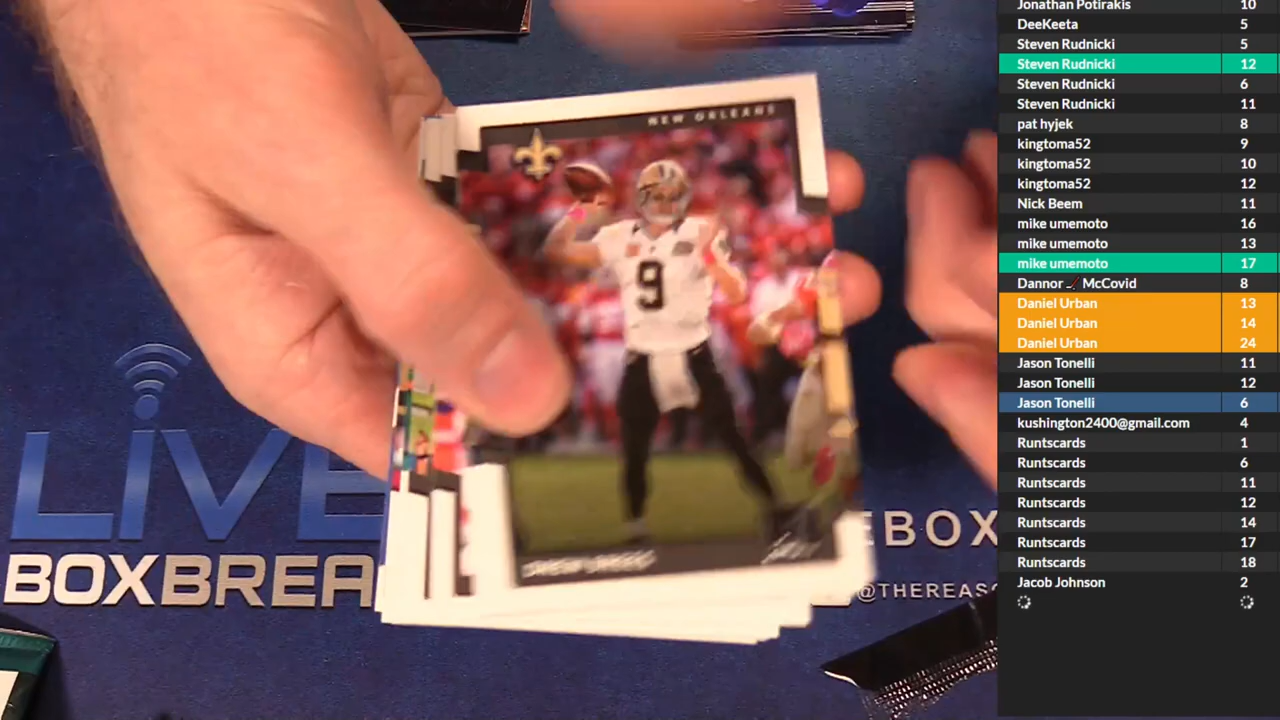 NEW ORLEANS
9
DREW BREES
LIVE
BOXBREA
EBOX
@THEREAS
Jonathan Potirakis 10
DeeKeeta 5
Steven Rudnicki 5
Steven Rudnicki 12
Steven Rudnicki 6
Steven Rudnicki 11
pat hyjek 8
kingtoma52 9
kingtoma52 10
kingtoma52 12
Nick Beem 11
mike umemoto 16
mike umemoto 13
mike umemoto 17
Dannor McCovid 8
Daniel Urban 13
Daniel Urban 14
Daniel Urban 24
Jason Tonelli 11
Jason Tonelli 12
Jason Tonelli 6
kushington2400@gmail.com 4
Runtscards 1
Runtscards 6
Runtscards 11
Runtscards 12
Runtscards 14
Runtscards 17
Runtscards 18
Jacob Johnson 2